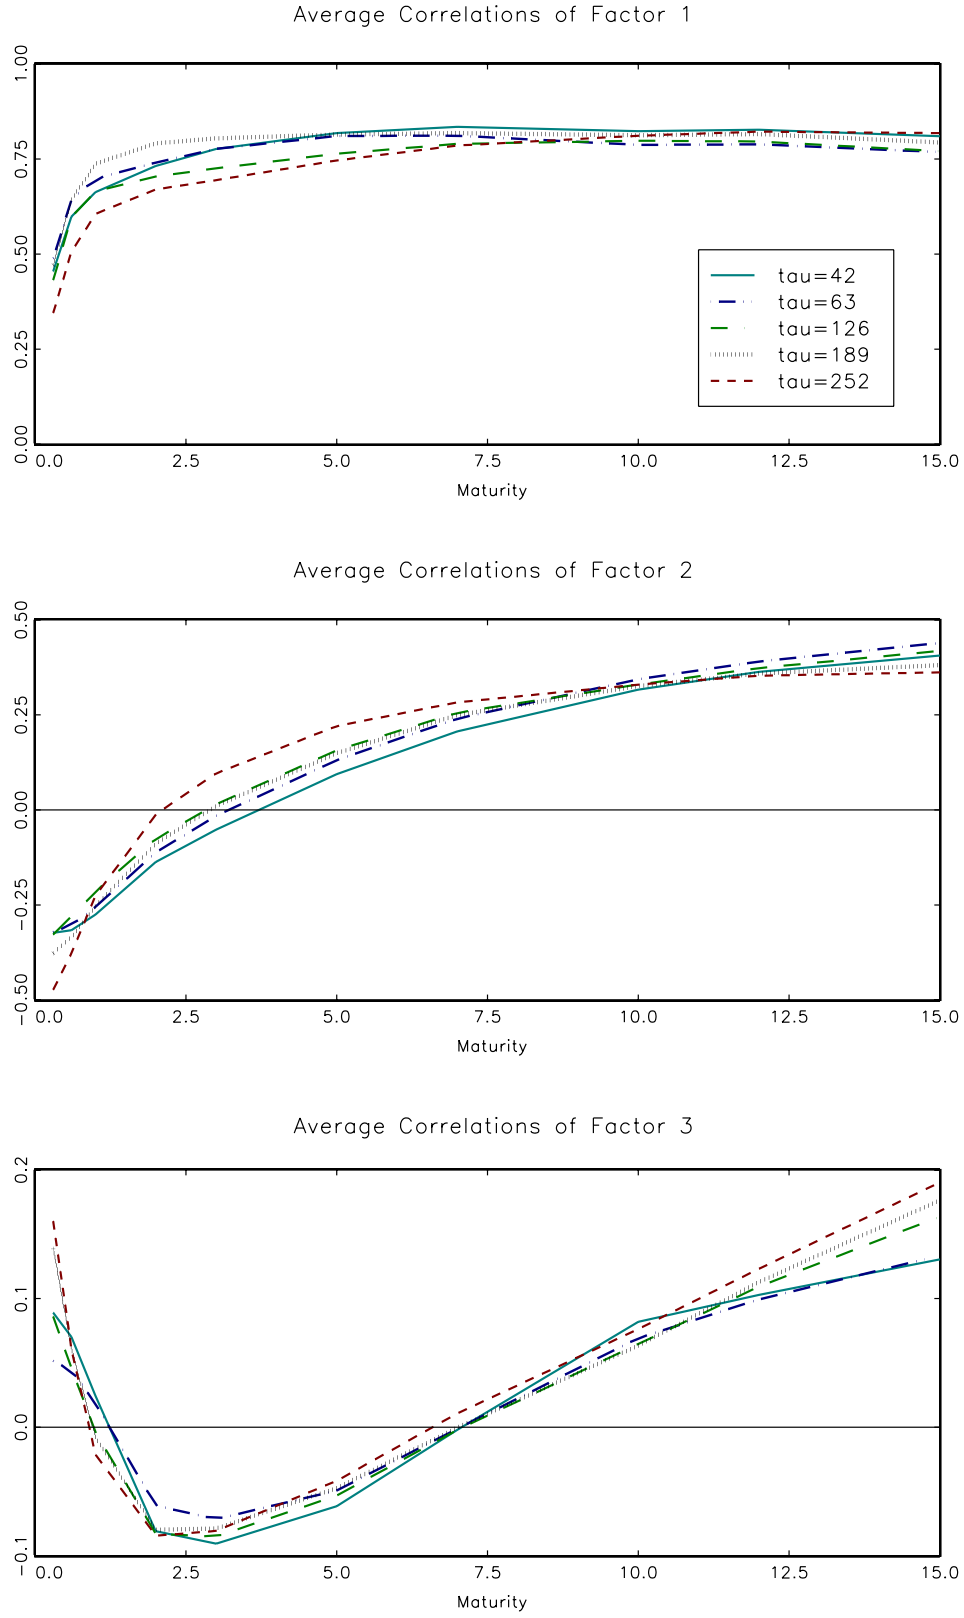 Average Correlations of Factor 1
1.00
0.75
0.50
0.25
0.00
tau=42
tau=63
tau=126
tau=189
tau=252
0.0 2.5 5.0 7.5 10.0 12.5 15.0
Maturity
Average Correlations of Factor 2
0.50
0.25
0.00
-0.25
-0.50
0.0 2.5 5.0 7.5 10.0 12.5 15.0
Maturity
Average Correlations of Factor 3
0.2
0.1
0.0
-0.1
0.0 2.5 5.0 7.5 10.0 12.5 15.0
Maturity